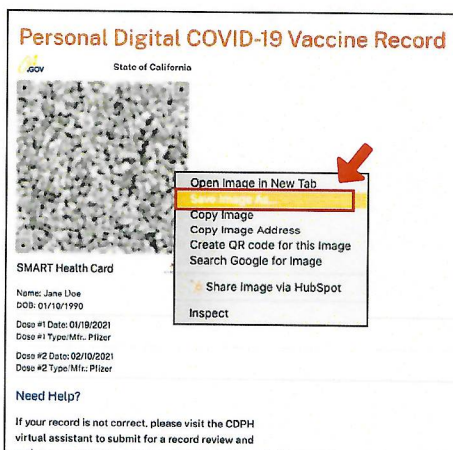 Personal Digital COVID-19 Vaccine Record
.GOV
State of California
Open Image in New Tab
Save Image As...
Copy Image
Copy Image Address
Create QR code for this Image
Search Google for Image
Share Image via HubSpot
Inspect
SMART Health Card
Name: Jane Doe
DOB: 01/10/1990
Dose #1 Date: 01/19/2021
Dose #1 Type/Mfr.: Pfizer
Dose #2 Date: 02/10/2021
Dose #2 Type/Mfr.: Pfizer
Need Help?
If your record is not correct, please visit the CDPH
virtual assistant to submit for a record review and